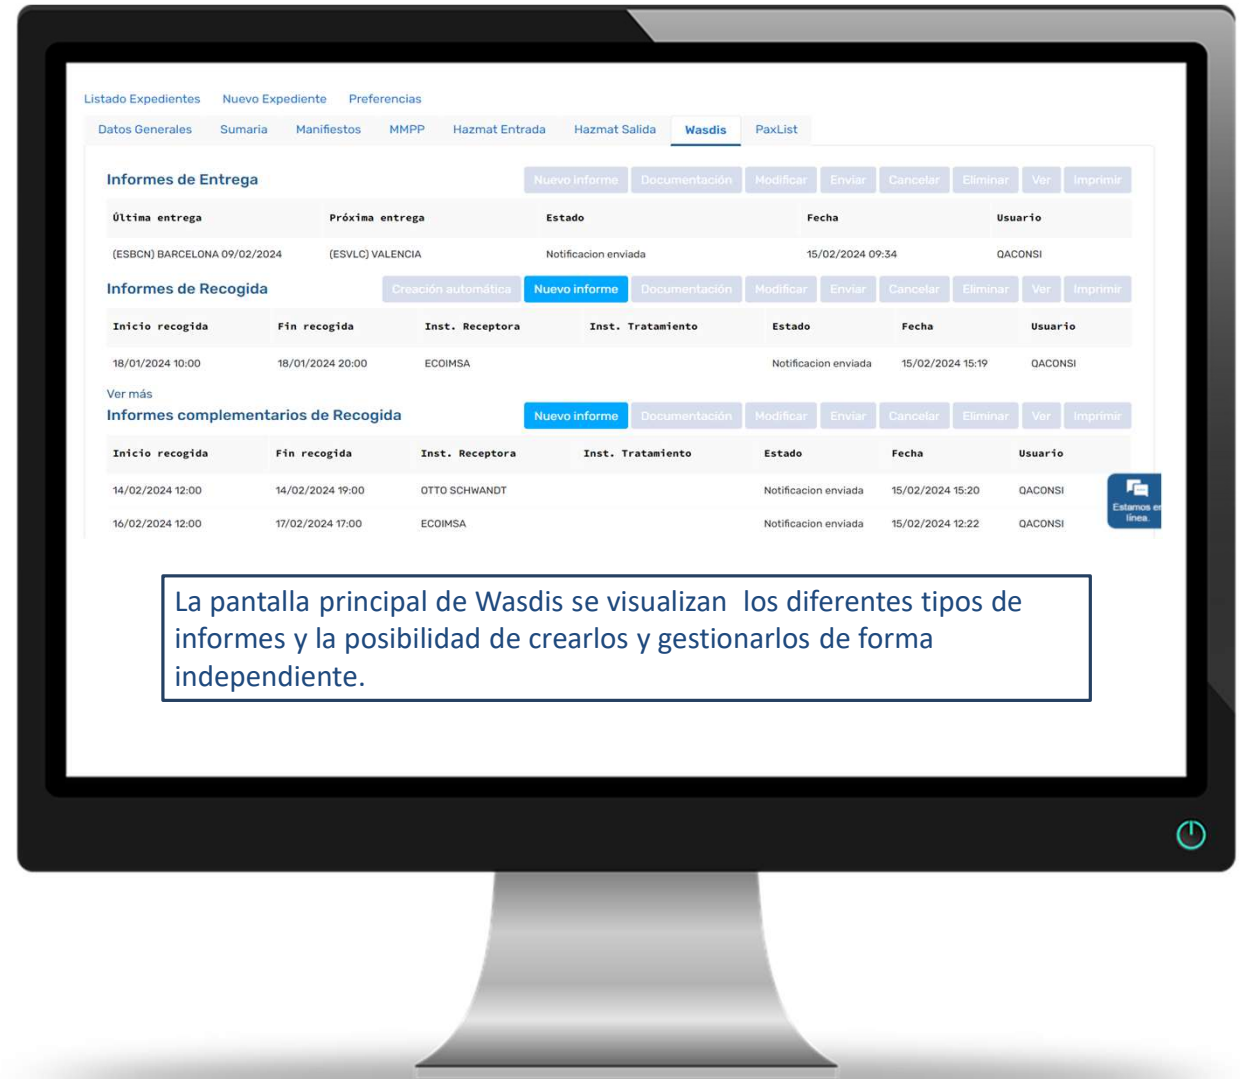 Listado Expedientes Nuevo Expediente Preferencias
Datos Generales Sumaria Manifiestos MMPP Hazmat Entrada Hazmat Salida Wasdis PaxList
Informes de Entrega Nuevo informe Documentación Modificar Enviar Cancelar Eliminar Ver Imprimir
Última entrega Próxima entrega Estado Fecha Usuario
(ESBCN) BARCELONA 09/02/2024 (ESVLC) VALENCIA Notificacion enviada 15/02/2024 09:34 QACONSI
Informes de Recogida Creación automática Nuevo informe Documentación Modificar Enviar Cancelar Eliminar Ver Imprimir
Inicio recogida Fin recogida Inst. Receptora Inst. Tratamiento Estado Fecha Usuario
18/01/2024 10:00 18/01/2024 20:00 ECOIMSA Notificacion enviada 15/02/2024 15:19 QACONSI
Ver más
Informes complementarios de Recogida Nuevo informe Documentación Modificar Enviar Cancelar Eliminar Ver Imprimir
Inicio recogida Fin recogida Inst. Receptora Inst. Tratamiento Estado Fecha Usuario
14/02/2024 12:00 14/02/2024 19:00 OTTO SCHWANDT Notificacion enviada 15/02/2024 15:20 QACONSI
16/02/2024 12:00 17/02/2024 17:00 ECOIMSA Notificacion enviada 15/02/2024 12:22 QACONSI
Estamos en
línea.
La pantalla principal de Wasdis se visualizan los diferentes tipos de
informes y la posibilidad de crearlos y gestionarlos de forma
independiente.